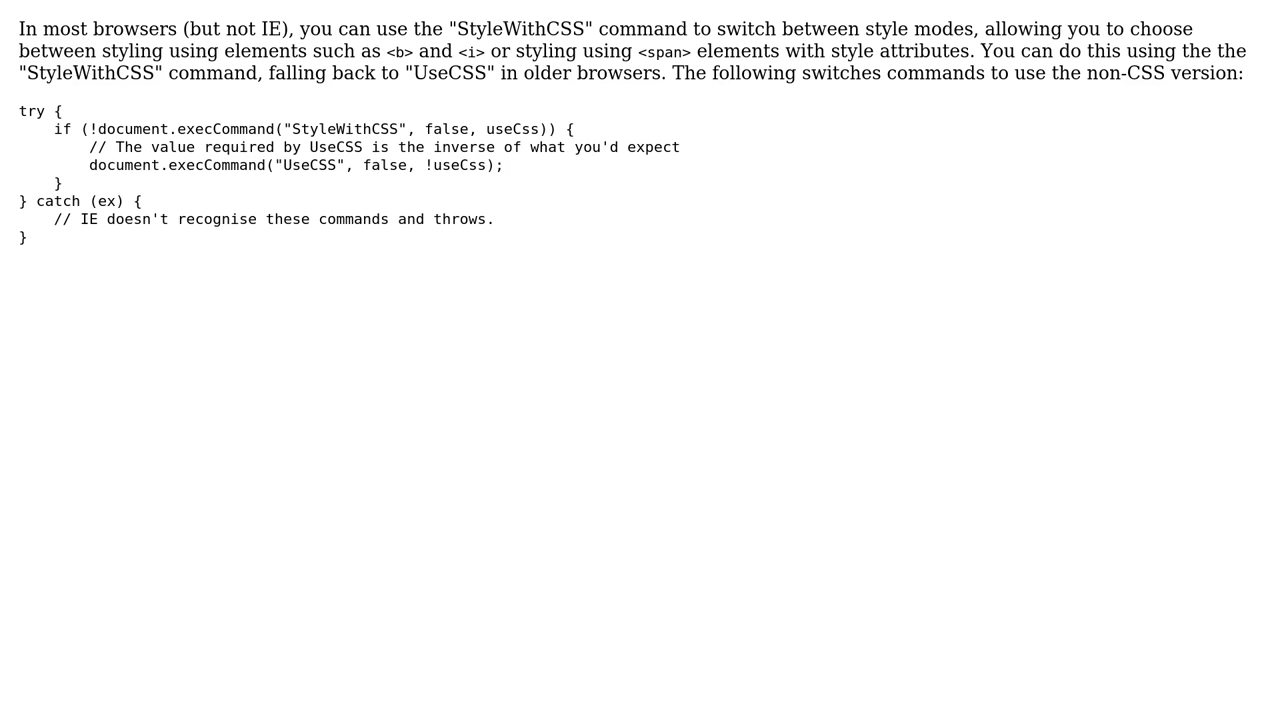 In most browsers (but not IE), you can use the "StyleWithCSS" command to switch between style modes, allowing you to choose
between styling using elements such as <b> and <i> or styling using <span> elements with style attributes. You can do this using the the
"StyleWithCSS" command, falling back to "UseCSS" in older browsers. The following switches commands to use the non-CSS version:
try {
    if (!document.execCommand("StyleWithCSS", false, useCss)) {
        // The value required by UseCSS is the inverse of what you'd expect
        document.execCommand("UseCSS", false, !useCss);
    }
} catch (ex) {
    // IE doesn't recognise these commands and throws.
}